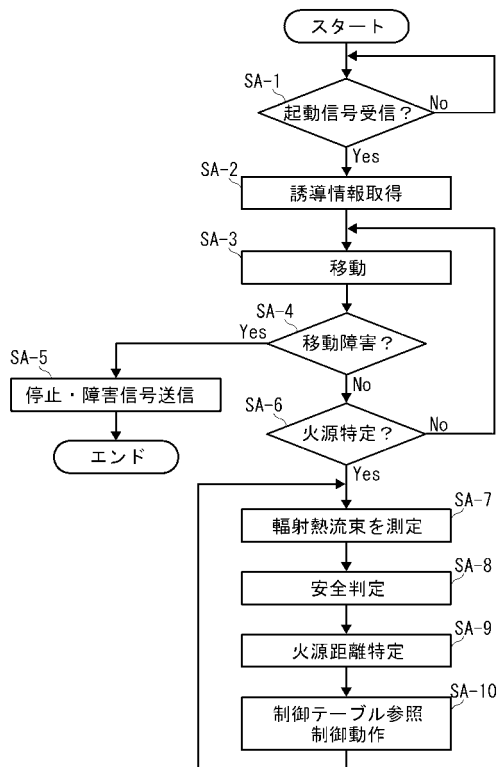 スタート
SA-1
起動信号受信？
No
Yes
SA-2
誘導情報取得
SA-3
移動
SA-4
Yes
移動障害？
SA-5
停止・障害信号送信
No
SA-6
火源特定？
No
エンド
Yes
SA-7
輻射熱流束を測定
SA-8
安全判定
SA-9
火源距離特定
SA-10
制御テーブル参照
制御動作